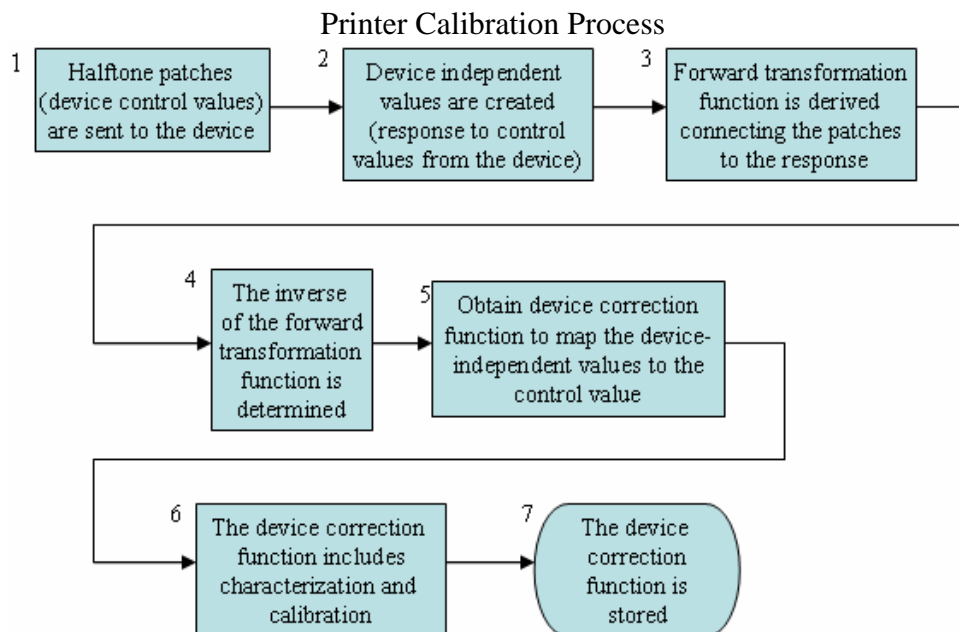 Printer Calibration Process
1
Halftone patches
(device control values)
are sent to the device
2
Device independent
values are created
(response to control
values from the device)
3
Forward transformation
function is derived
connecting the patches
to the response
4
The inverse
of the forward
transformation
function is
determined
5
Obtain device correction
function to map the device-
independent values to the
control value
6
The device correction
function includes
characterization and
calibration
7
The device
correction
function is
stored